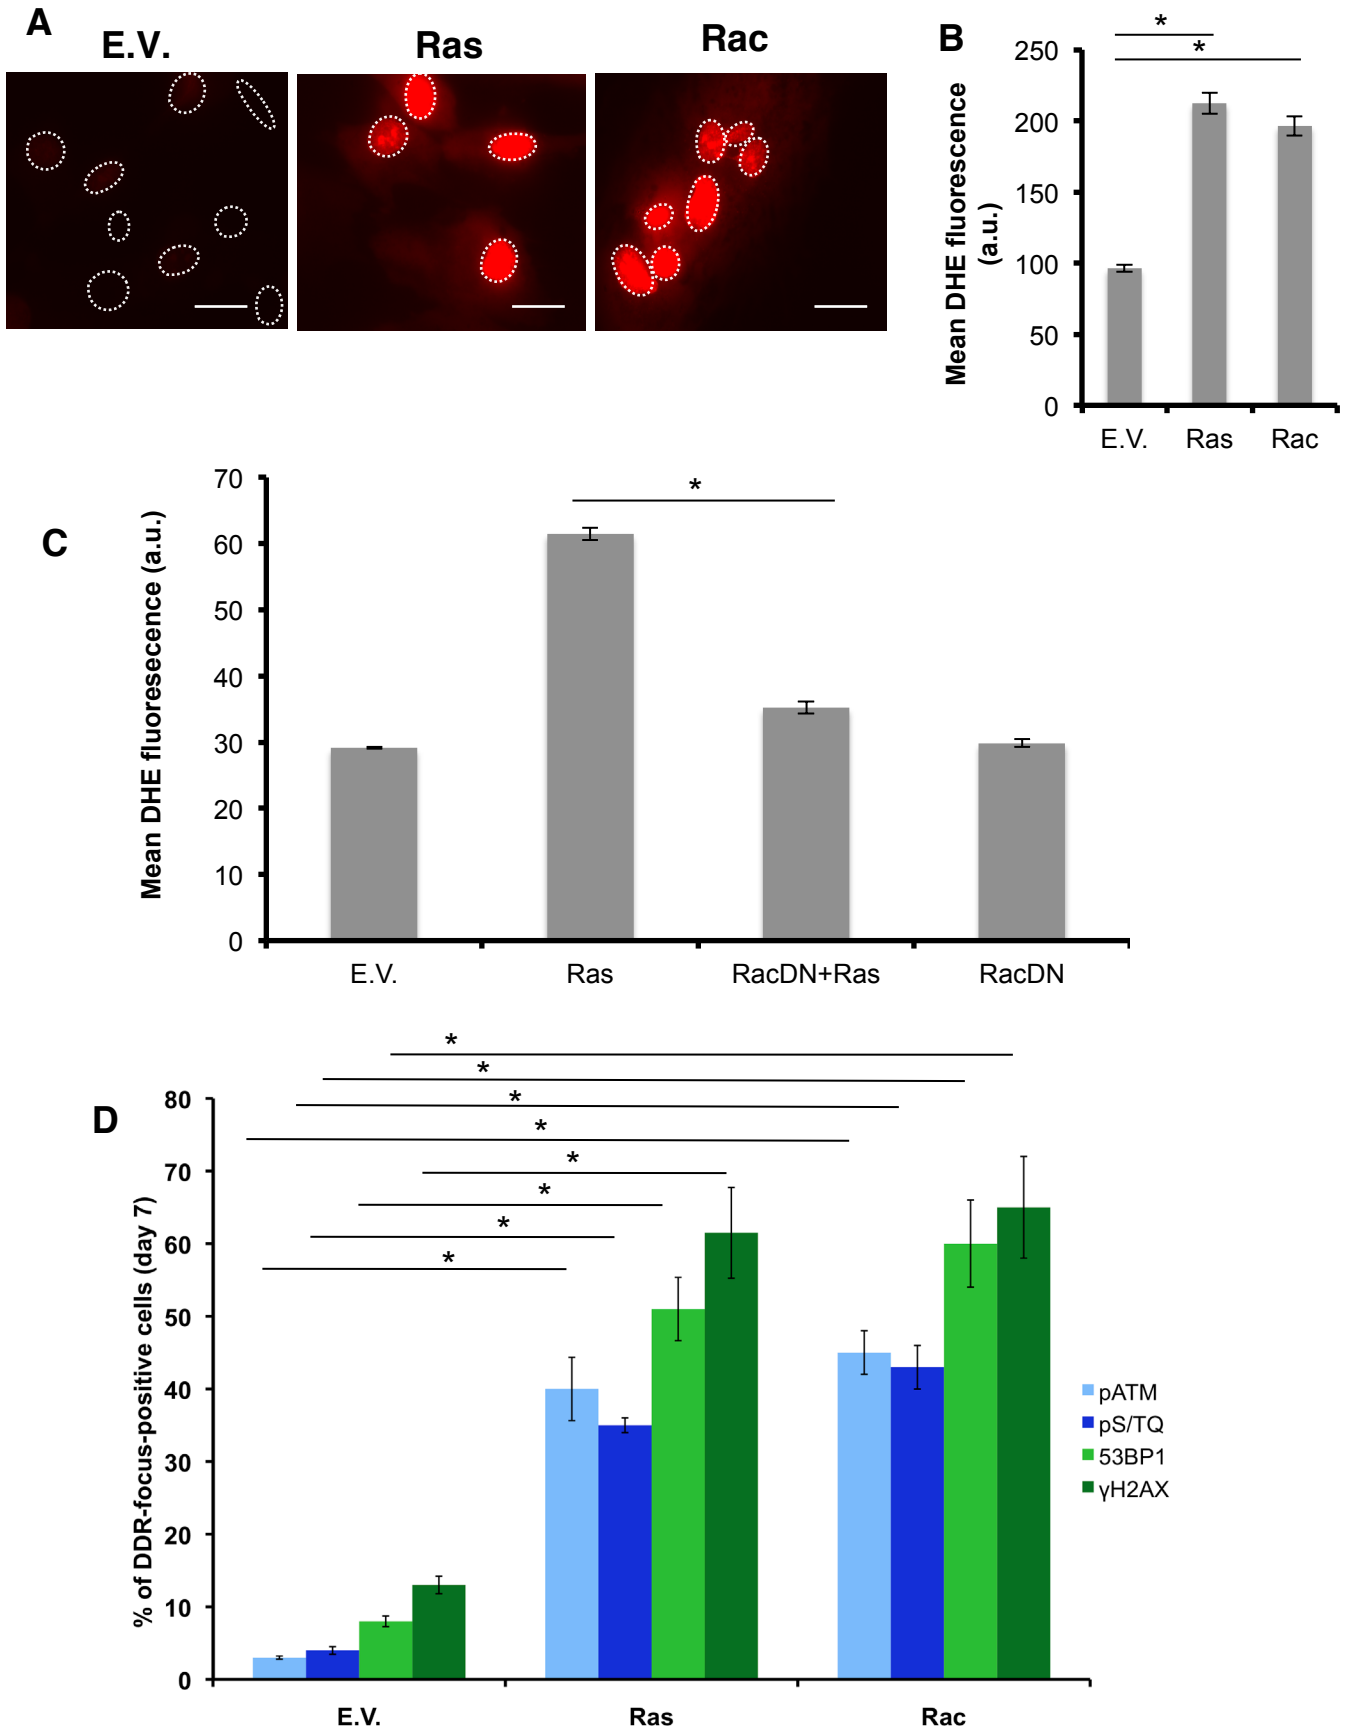 A
E.V.
Ras
Rac
B
*
*
250
200
150
100
50
0
Mean DHE fluorescence
(a.u.)
E.V.
Ras
Rac
C
*
70
60
50
40
30
20
10
0
Mean DHE fluoresecence (a.u.)
E.V.
Ras
RacDN+Ras
RacDN
D
*
*
*
*
*
*
*
*
80
70
60
50
40
30
20
10
0
% of DDR-focus-positive cells (day 7)
E.V.
Ras
Rac
pATM
pS/TQ
53BP1
γH2AX